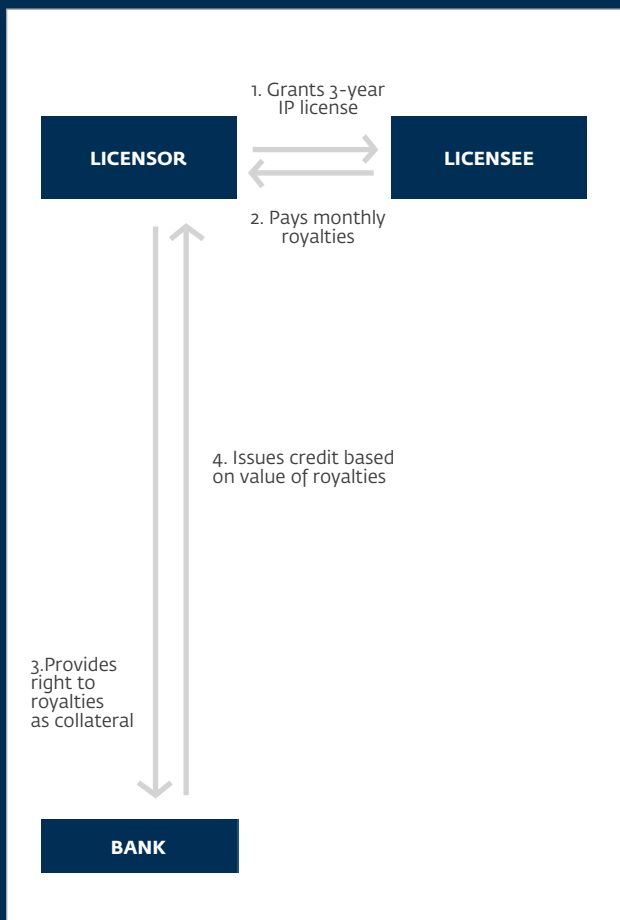 1. Grants 3-year
IP license
LICENSOR
LICENSEE
2. Pays monthly
royalties
4. Issues credit based
on value of royalties
3.Provides
right to
royalties
as collateral
BANK